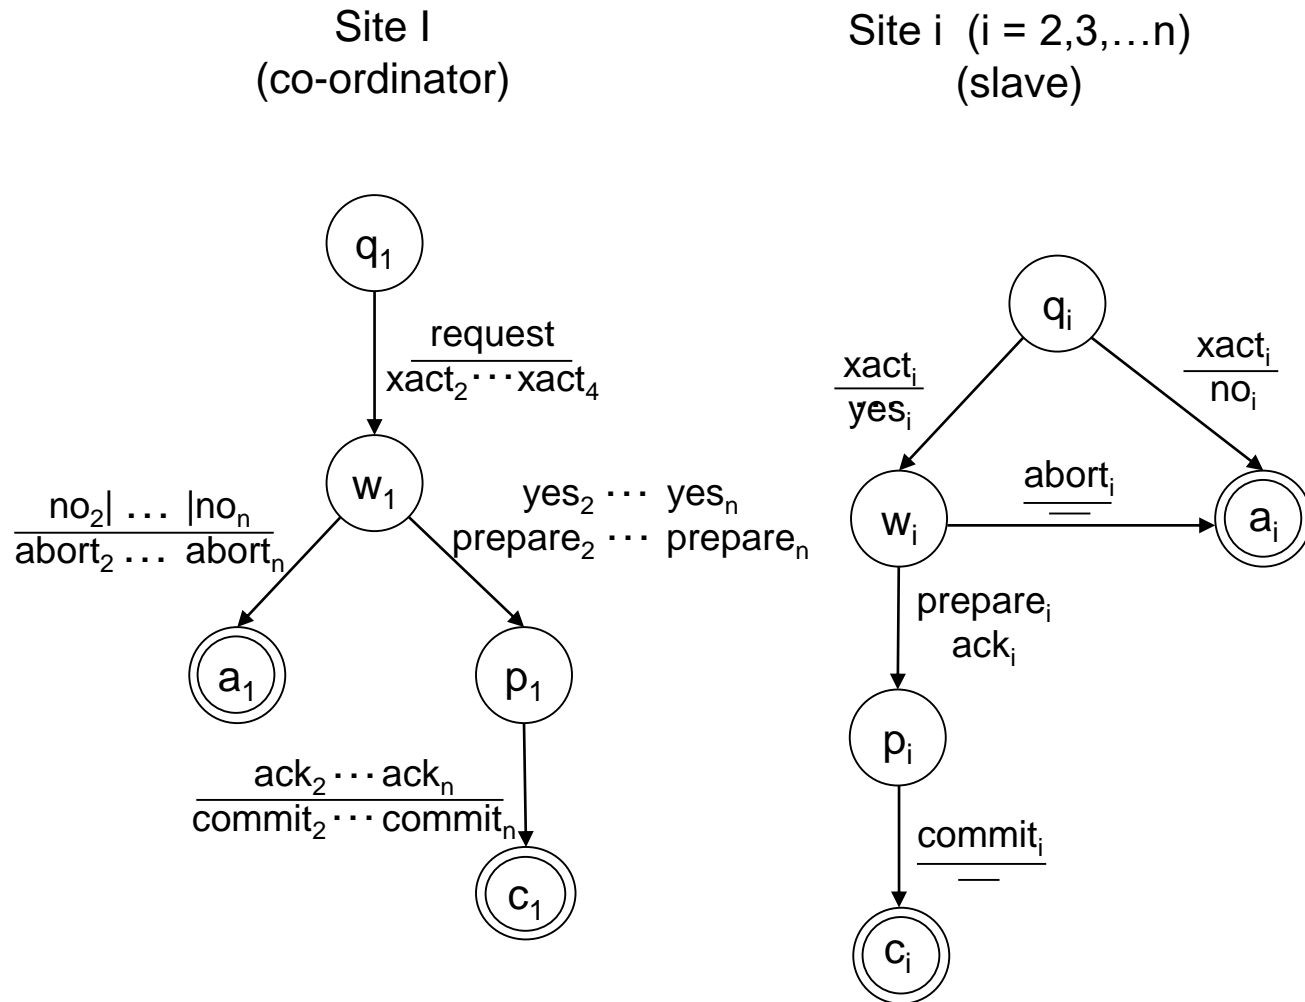 Site I
(co-ordinator)
Site i (i = 2,3,…n)
(slave)
q₁
request
xact₂ ⋯ xact₄
w₁
no₂| … |noₙ
abort₂ … abortₙ
yes₂ ⋯ yesₙ
prepare₂ ⋯ prepareₙ
a₁
p₁
ack₂ ⋯ ackₙ
commit₂ ⋯ commitₙ
c₁
qᵢ
xactᵢ
yesᵢ
xactᵢ
noᵢ
wᵢ
abortᵢ
—
aᵢ
prepareᵢ
ackᵢ
pᵢ
commitᵢ
—
cᵢ